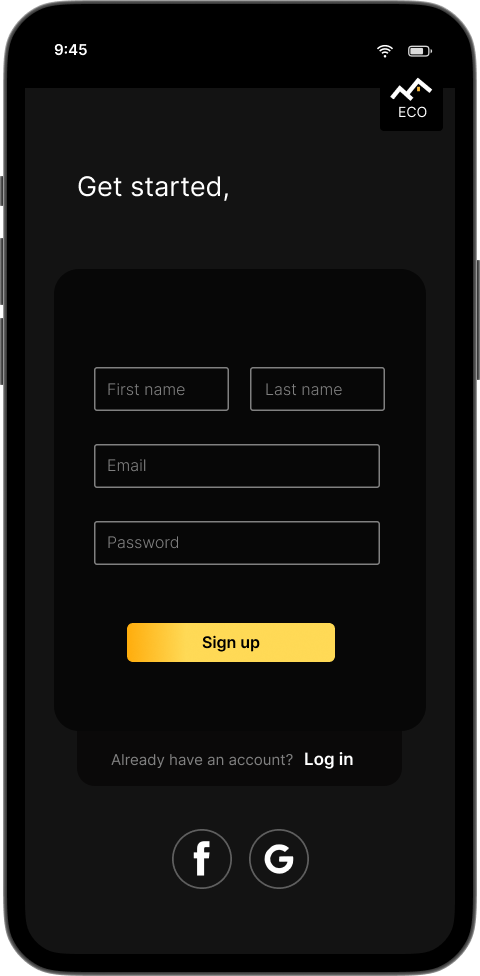 9:45
ECO
Get started,
First name Last name
Email
Password
Sign up
Already have an account? Log in
f G